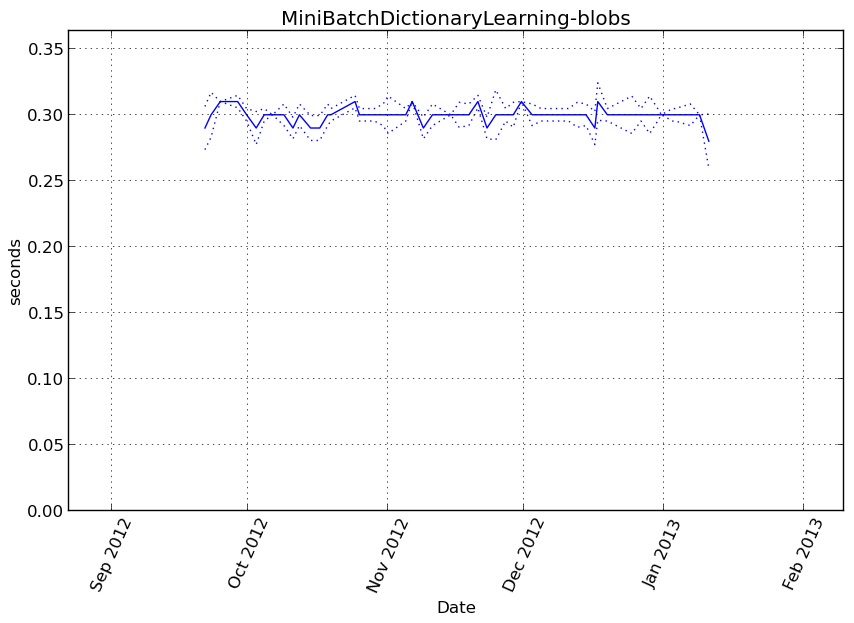 MiniBatchDictionaryLearning-blobs
0.35
0.30
0.25
0.20
0.15
0.10
0.05
0.00
seconds
Sep 2012
Oct 2012
Nov 2012
Dec 2012
Jan 2013
Feb 2013
Date